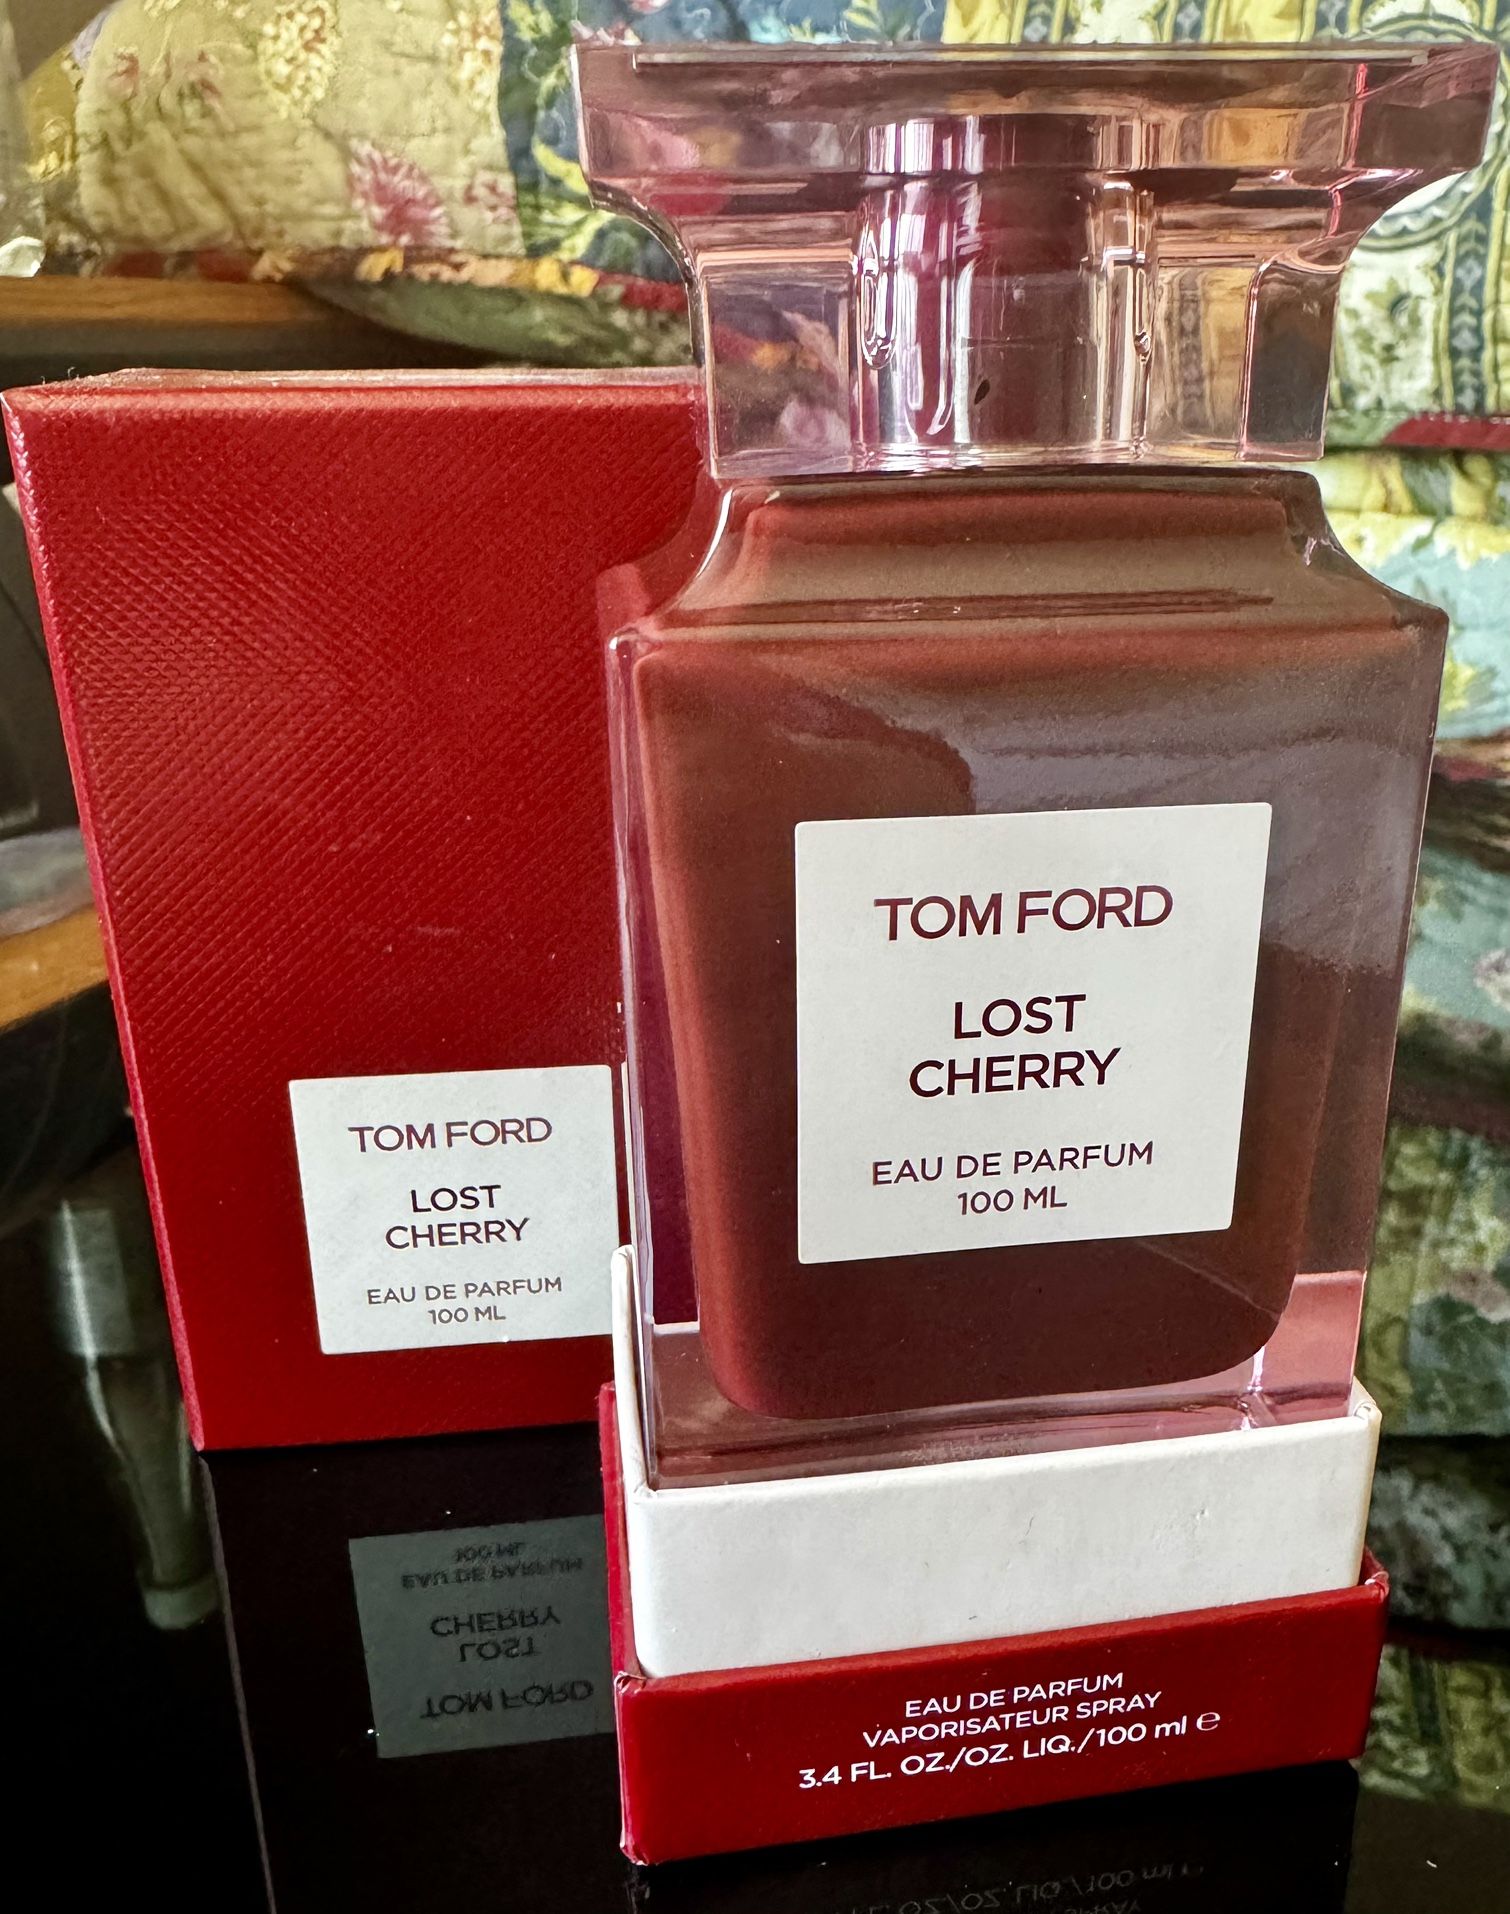 TOM FORD
LOST
CHERRY
EAU DE PARFUM
100 ML
TOM FORD
LOST
CHERRY
EAU DE PARFUM
100 ML
EAU DE PARFUM
VAPORISATEUR SPRAY
3.4 FL. OZ./OZ. LIQ./100 ml ℮